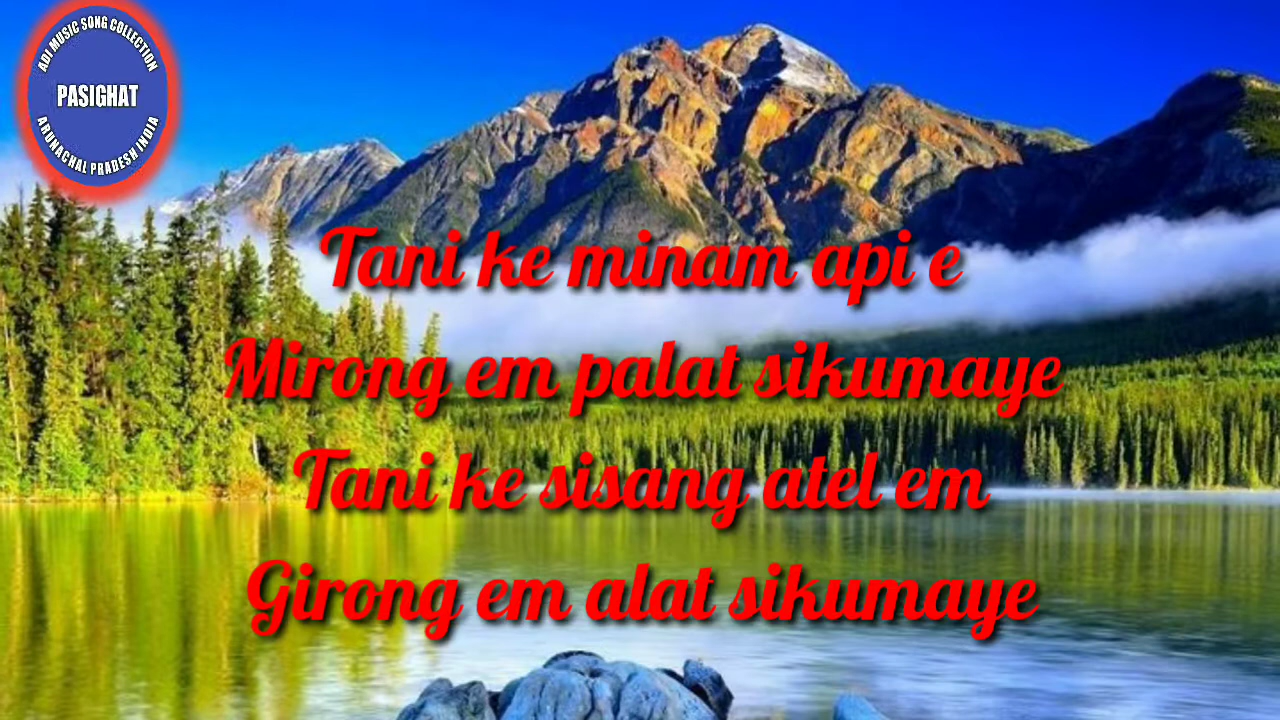 ADI MUSIC SONG COLLECTION
PASIGHAT
ARUNACHAL PRADESH INDIA
Tani ke minam api e
Mirong em palat sikumaye
Tani ke sisang atel em
Girong em alat sikumaye